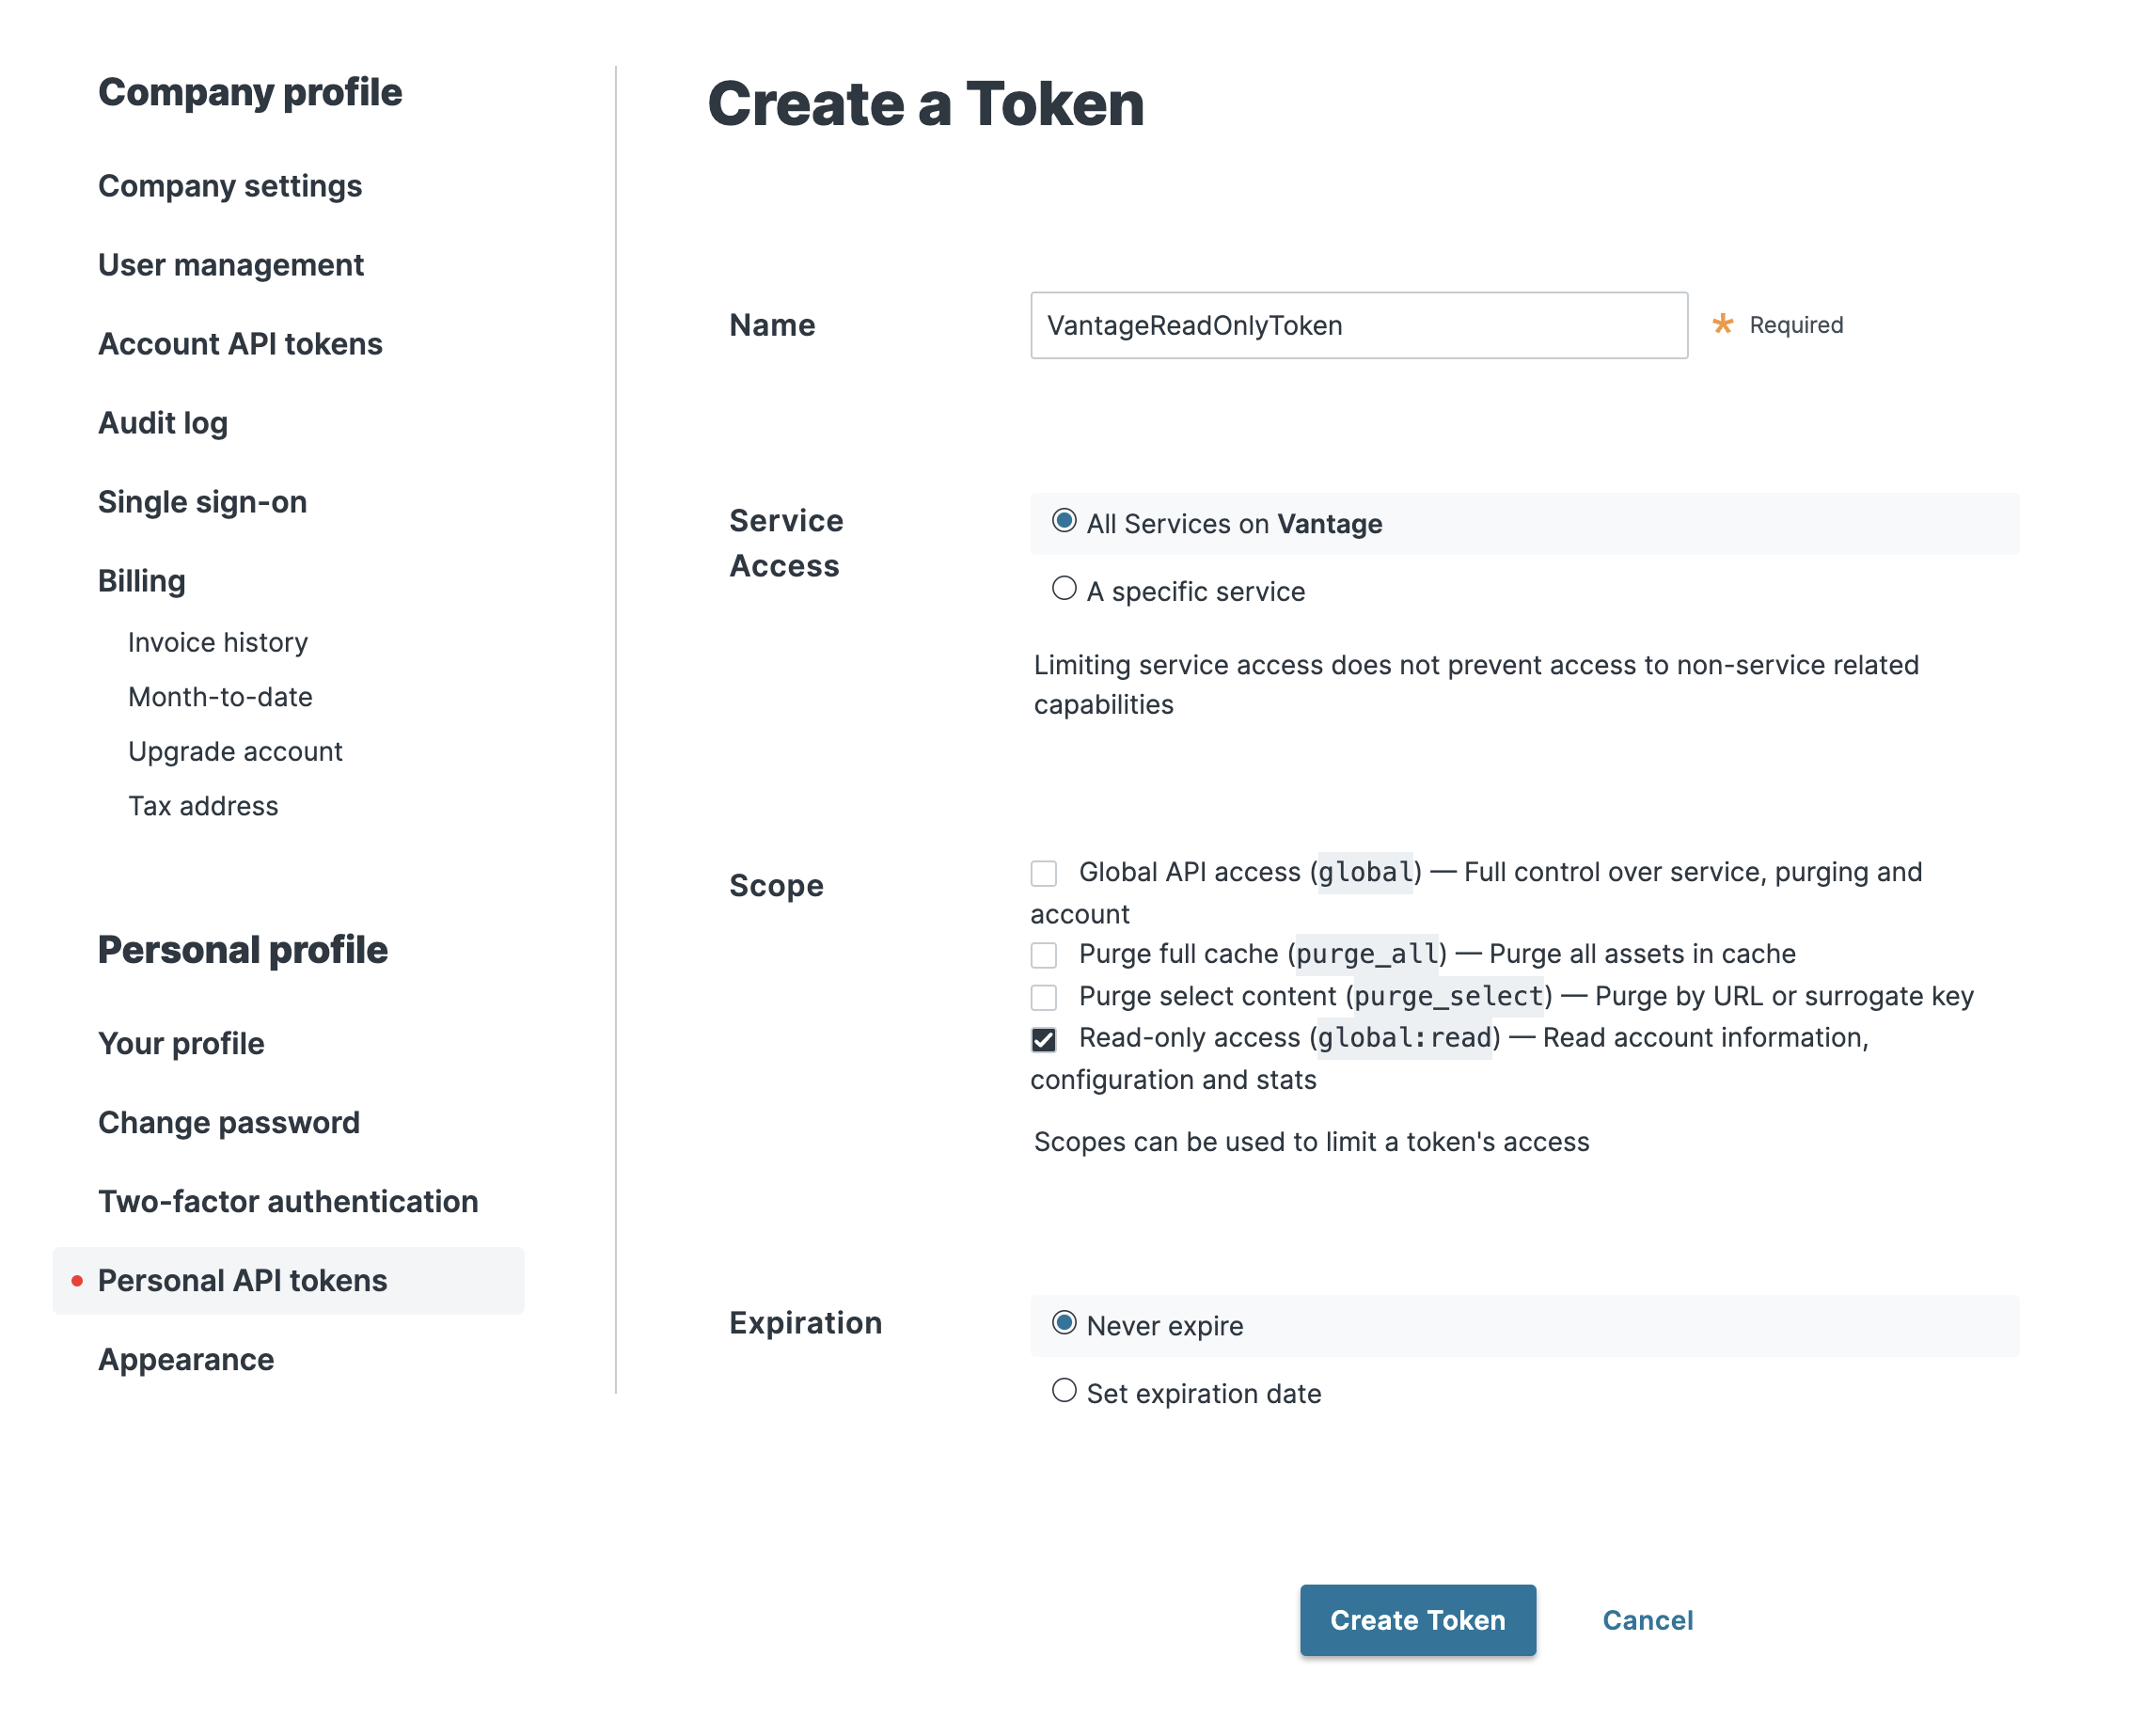 Company profile
Company settings
User management
Account API tokens
Audit log
Single sign-on
Billing
Invoice history
Month-to-date
Upgrade account
Tax address
Personal profile
Your profile
Change password
Two-factor authentication
Personal API tokens
Appearance
Create a Token
Name
VantageReadOnlyToken
* Required
Service
Access
All Services on Vantage
A specific service
Limiting service access does not prevent access to non-service related
capabilities
Scope
Global API access (global) — Full control over service, purging and
account
Purge full cache (purge_all) — Purge all assets in cache
Purge select content (purge_select) — Purge by URL or surrogate key
Read-only access (global:read) — Read account information,
configuration and stats
Scopes can be used to limit a token's access
Expiration
Never expire
Set expiration date
Create Token
Cancel